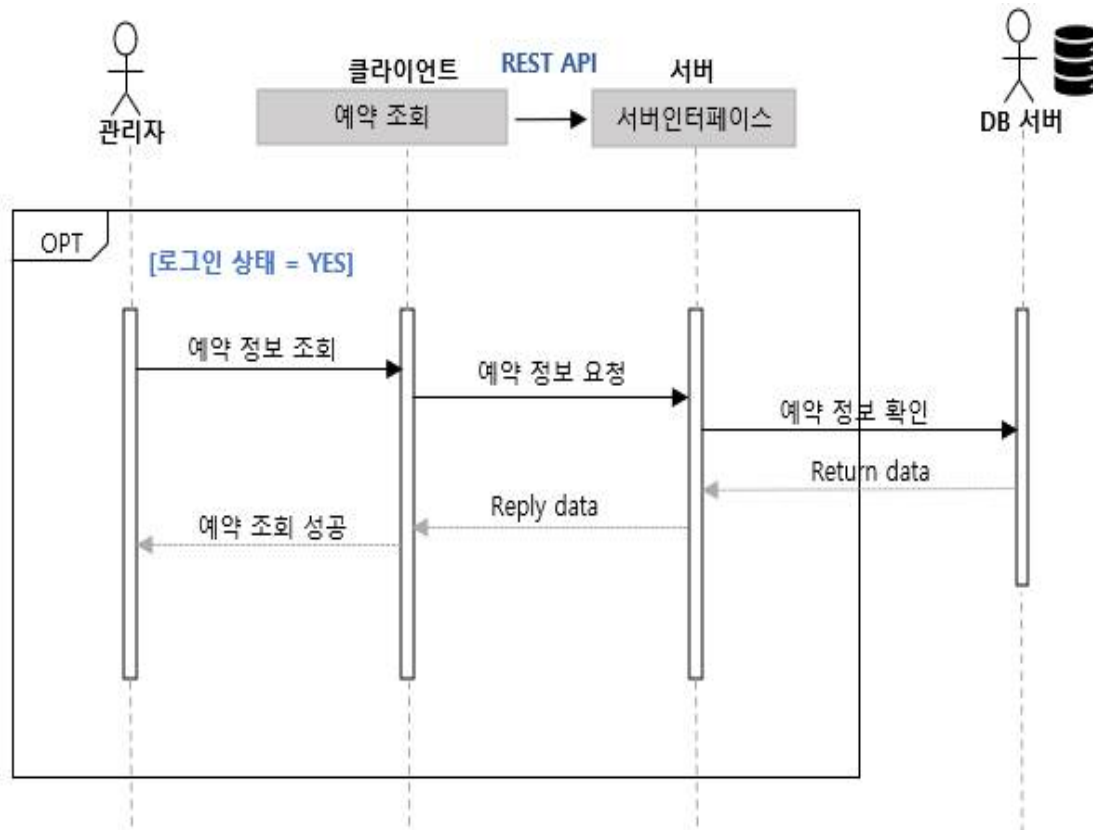 클라이언트 REST API 서버
예약 조회
서버인터페이스
관리자
DB 서버
OPT
[로그인 상태 = YES]
예약 정보 조회
예약 정보 요청
예약 정보 확인
Return data
Reply data
예약 조회 성공